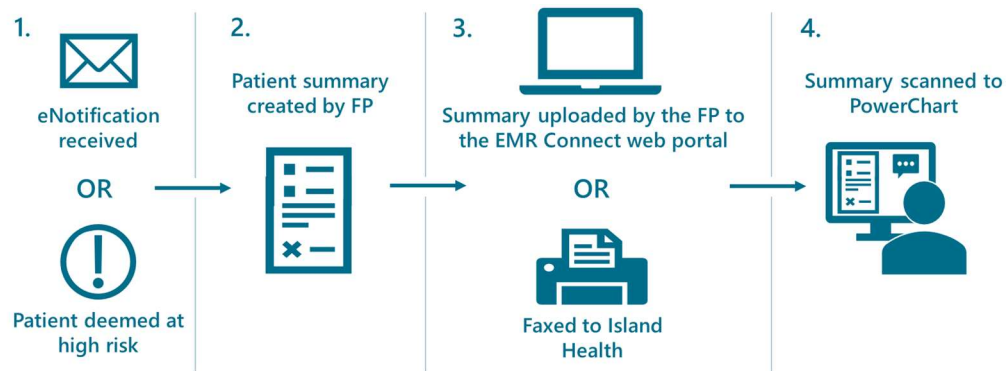 1.
eNotification
received
OR
Patient deemed at
high risk
2.
Patient summary
created by FP
3.
Summary uploaded by the FP to
the EMR Connect web portal
OR
Faxed to Island
Health
4.
Summary scanned to
PowerChart